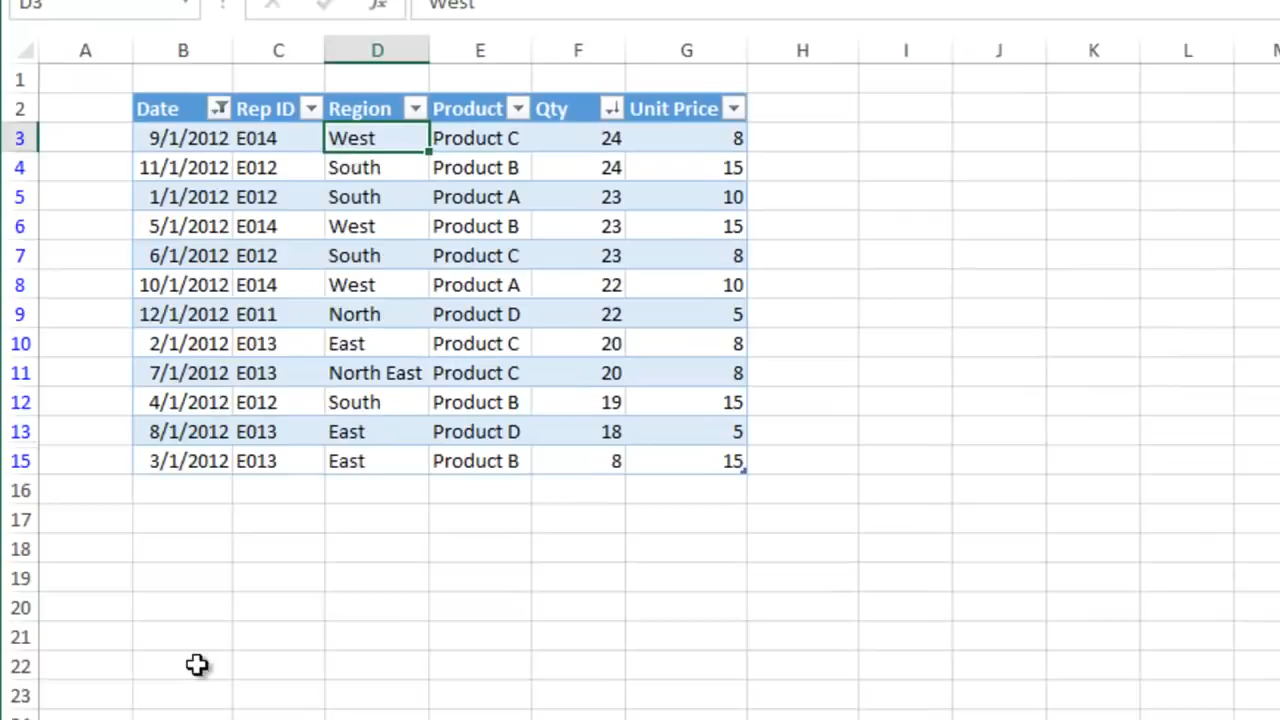 D3 West
A B C D E F G H I J K L M
1
2 Date Rep ID Region Product Qty Unit Price
3 9/1/2012 E014 West Product C 24 8
4 11/1/2012 E012 South Product B 24 15
5 1/1/2012 E012 South Product A 23 10
6 5/1/2012 E014 West Product B 23 15
7 6/1/2012 E012 South Product C 23 8
8 10/1/2012 E014 West Product A 22 10
9 12/1/2012 E011 North Product D 22 5
10 2/1/2012 E013 East Product C 20 8
11 7/1/2012 E013 North East Product C 20 8
12 4/1/2012 E012 South Product B 19 15
13 8/1/2012 E013 East Product D 18 5
15 3/1/2012 E013 East Product B 8 15
16
17
18
19
20
21
22
23